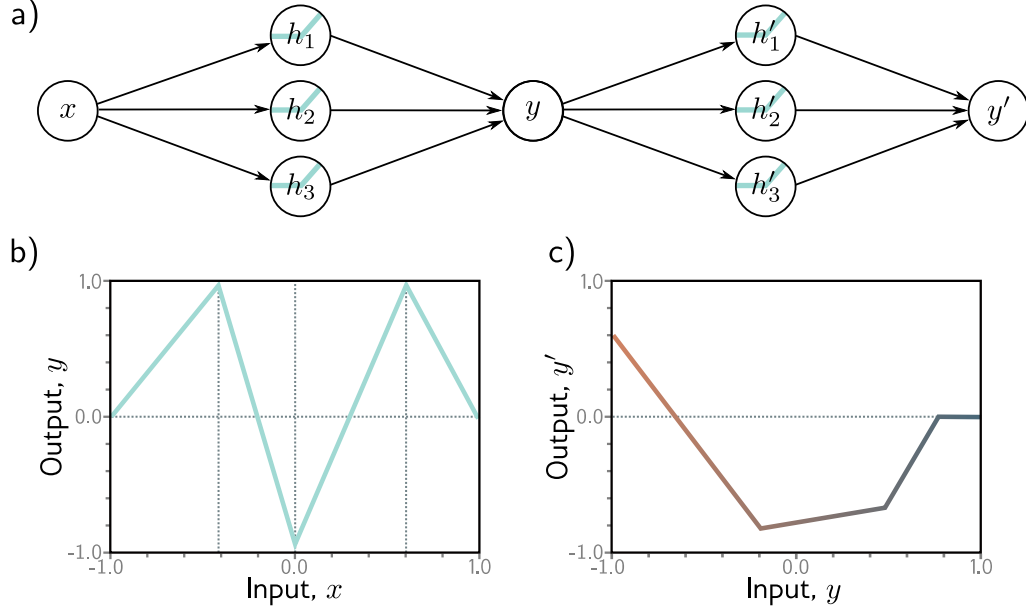 a)
h₁ h′₁
x h₂ y h′₂ y′
h₃ h′₃
b) c)
1.0 1.0
Output, y Output, y′
0.0 0.0
-1.0 -1.0
-1.0 0.0 1.0 -1.0 0.0 1.0
Input, x Input, y